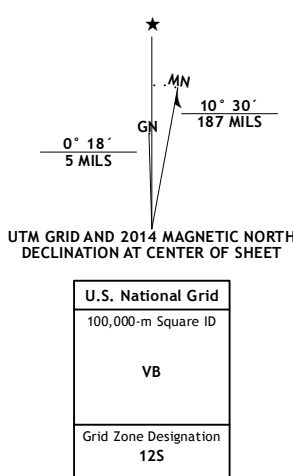 ★
MN
GN
10° 30´
187 MILS
0° 18´
5 MILS
UTM GRID AND 2014 MAGNETIC NORTH
DECLINATION AT CENTER OF SHEET
U.S. National Grid
100,000-m Square ID
VB
Grid Zone Designation
12S